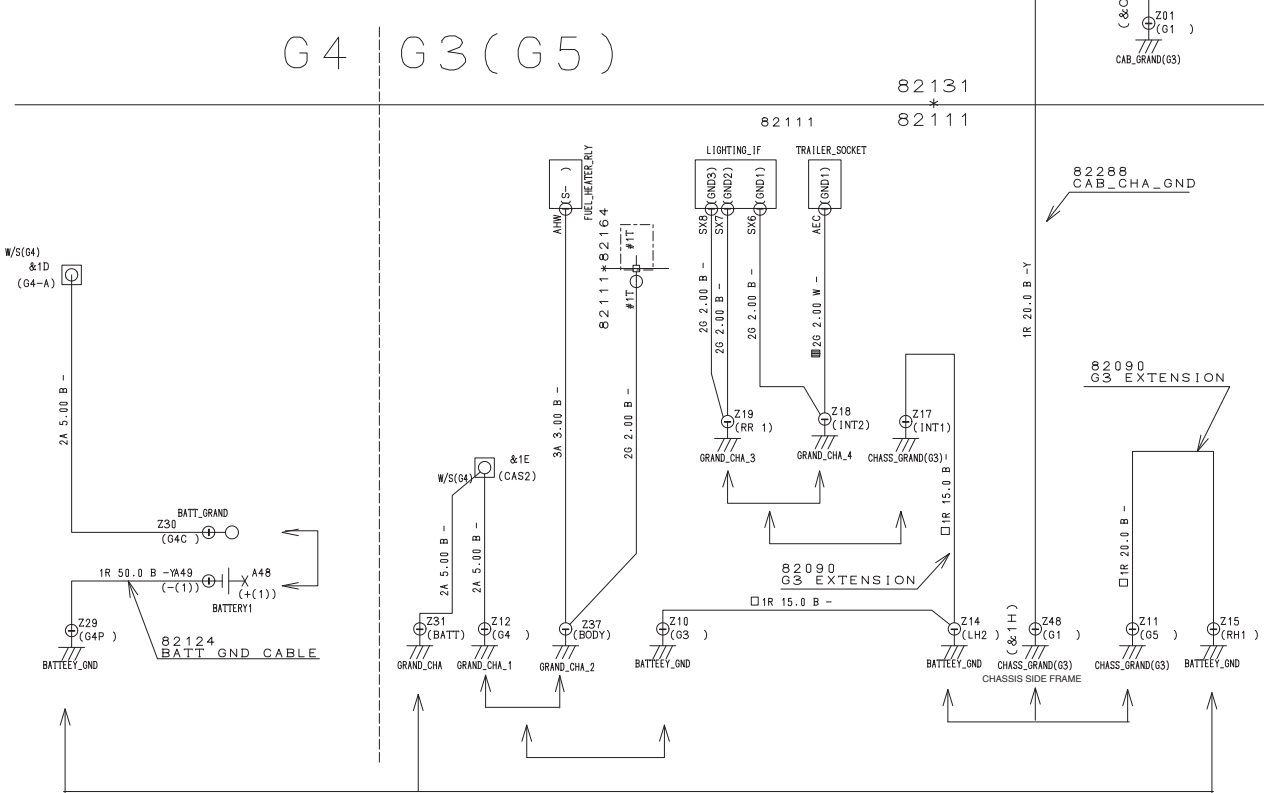 (&C
Z01
(G1 )
CAB_GRAND(G3)
G4
G3(G5)
82131
*
82111
82111
FUEL_HEATER_RLY
(S- )
AHW
LIGHTING_IF
(GND3)
(GND2)
(GND1)
SX8
SX7
SX6
TRAILER_SOCKET
(GND1)
AEC
82288
CAB_CHA_GND
82111*82164
#1T
#1T
W/S(G4)
&1D
(G4-A)
2G 2.00 B -
2G 2.00 B -
2G 2.00 B -
2G 2.00 W -
1R 20.0 B -Y
82090
G3 EXTENSION
2A 5.00 B -
3A 3.00 B -
2G 2.00 B -
Z19
(RR 1)
GRAND_CHA_3
Z18
(INT2)
GRAND_CHA_4
Z17
(INT1)
CHASS_GRAND(G3)
&1E
W/S(G4)
(CAS2)
1R 15.0 B -
1R 20.0 B -
BATT_GRAND
Z30
(G4C )
2A 5.00 B -
2A 5.00 B -
1R 50.0 B -Y
A49
(-(1))
A48
(+(1))
BATTERY1
82090
G3 EXTENSION
1R 15.0 B -
Z29
(G4P )
BATTEEY_GND
82124
BATT GND CABLE
Z31
(BATT)
GRAND_CHA
Z12
(G4 )
GRAND_CHA_1
Z37
(BODY)
GRAND_CHA_2
Z10
(G3 )
BATTEEY_GND
Z14
(LH2 )
BATTEEY_GND
(&1H)
Z48
(G1 )
CHASS_GRAND(G3)
CHASSIS SIDE FRAME
Z11
(G5 )
CHASS_GRAND(G3)
Z15
(RH1 )
BATTEEY_GND